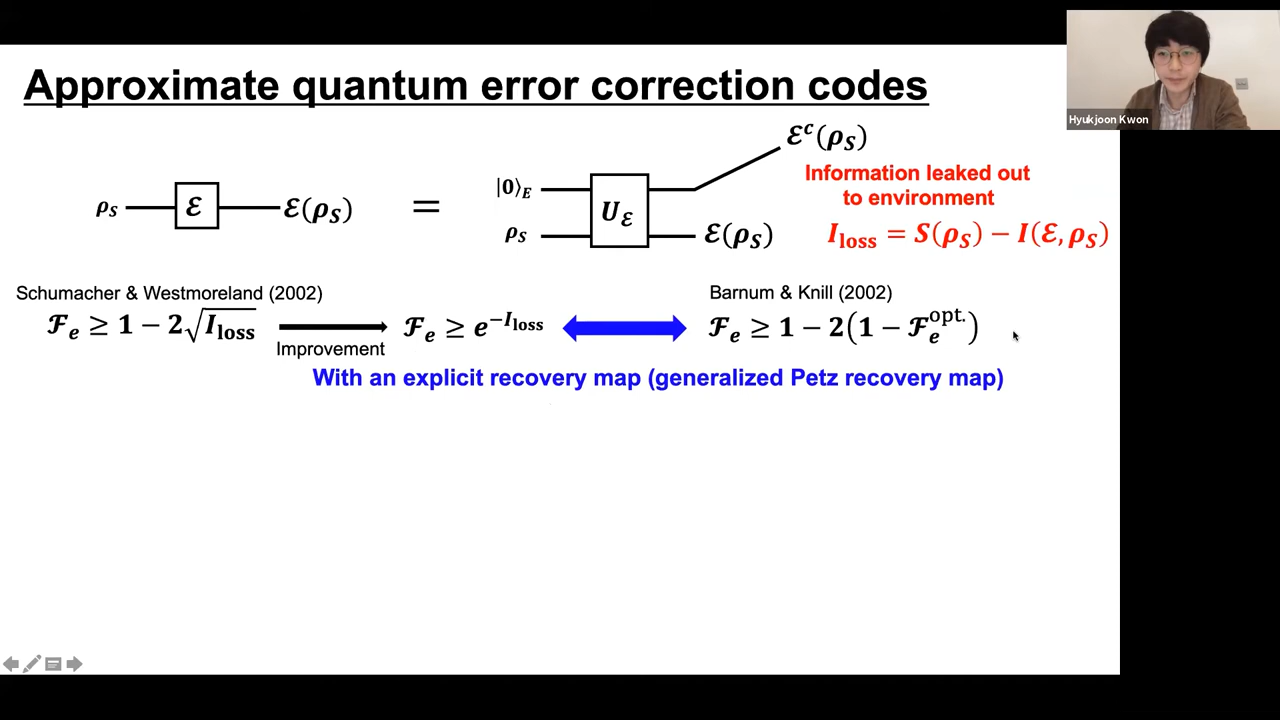 Approximate quantum error correction codes
Hyukjoon Kwon
ℰᶜ(ρ_S)
|0⟩_E
Information leaked out
to environment
ρ_S ℰ ℰ(ρ_S) = ρ_S U_ℰ ℰ(ρ_S)
I_loss = S(ρ_S) − I(ℰ, ρ_S)
Schumacher & Westmoreland (2002)
Barnum & Knill (2002)
ℱ_e ≥ 1 − 2√I_loss
Improvement
ℱ_e ≥ e^{−I_loss}
ℱ_e ≥ 1 − 2(1 − ℱ_e^{opt.})
With an explicit recovery map (generalized Petz recovery map)